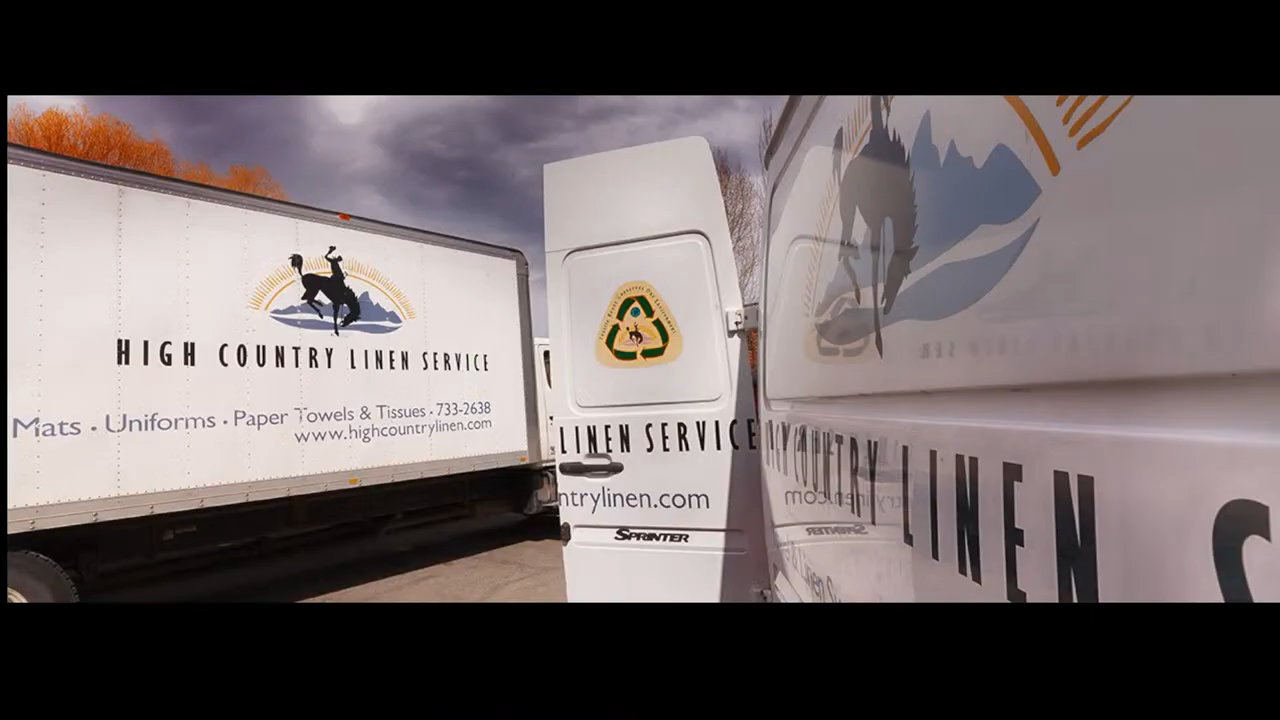 HIGH COUNTRY LINEN SERVICE
Mats · Uniforms · Paper Towels & Tissues · 733-2638
www.highcountrylinen.com
LINEN SERVICE
ntrylinen.com
SPRINTER
COUNTRY LINEN S